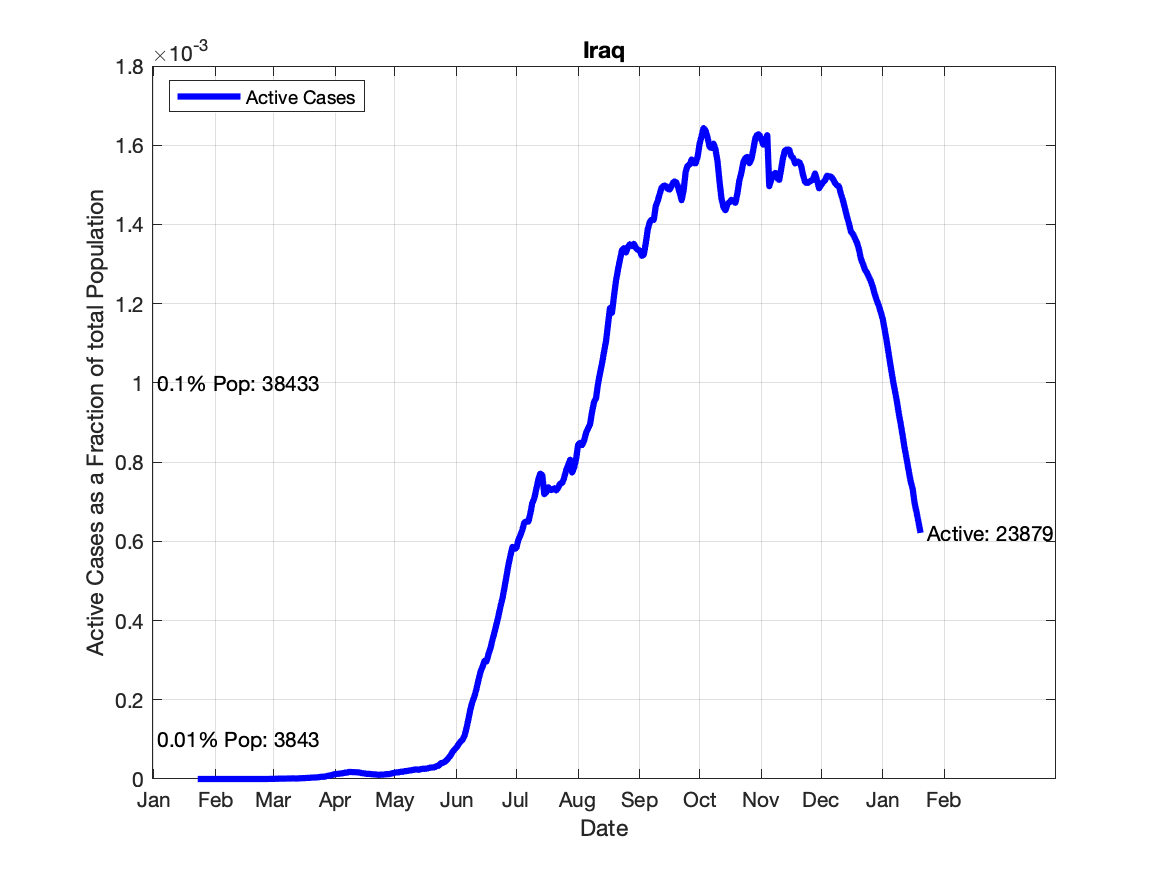 Iraq
×10-3
Active Cases
1.8
1.6
1.4
1.2
1
0.8
0.6
0.4
0.2
0
0.1% Pop: 38433
0.01% Pop: 3843
Active: 23879
Jan Feb Mar Apr May Jun Jul Aug Sep Oct Nov Dec Jan Feb
Date
Active Cases as a Fraction of total Population